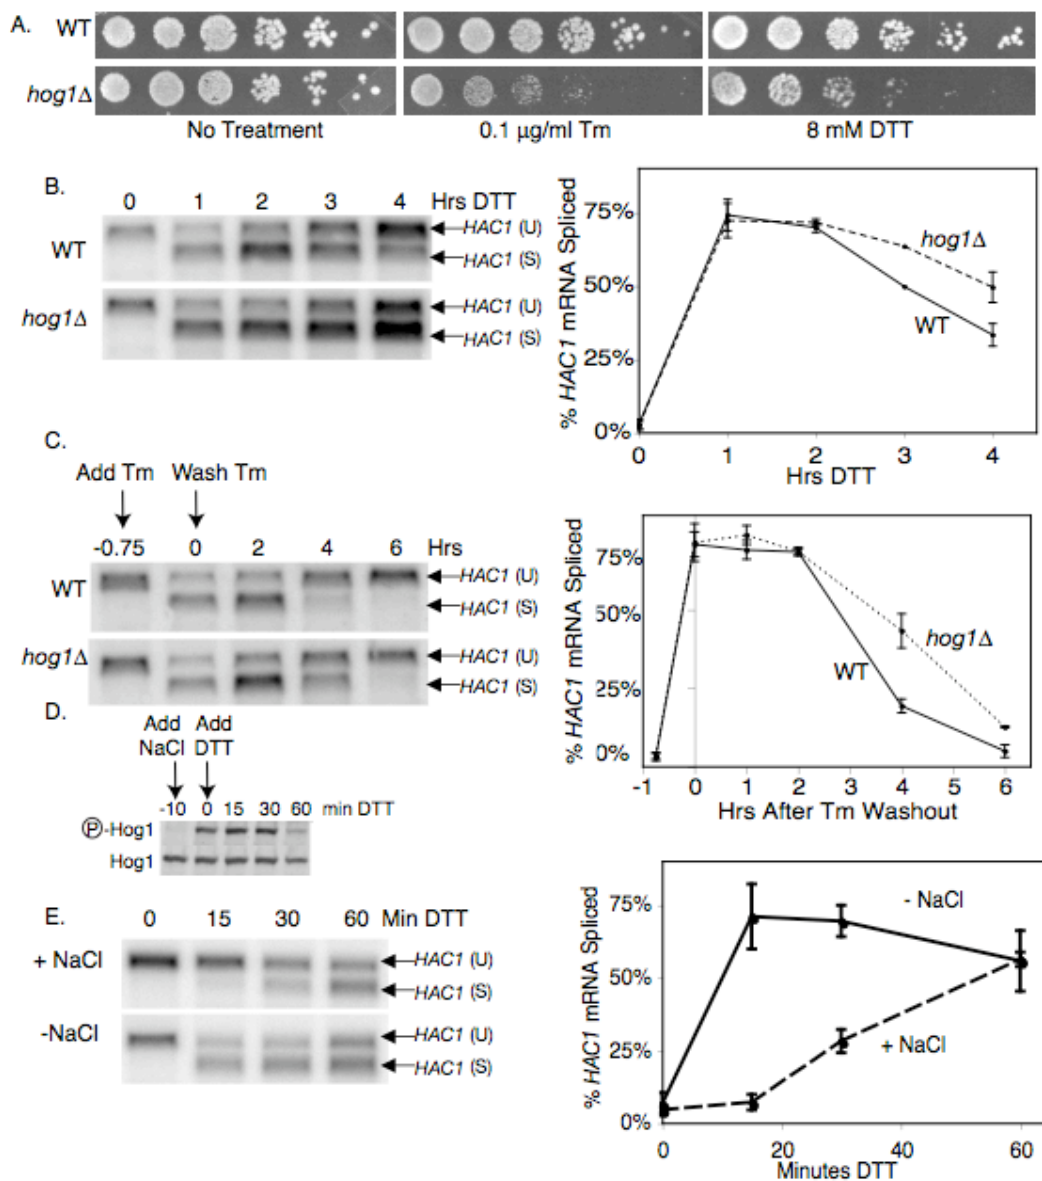 A.
WT
hog1Δ
No Treatment
0.1 µg/ml Tm
8 mM DTT
B.
0 1 2 3 4 Hrs DTT
WT
HAC1 (U)
HAC1 (S)
hog1Δ
HAC1 (U)
HAC1 (S)
% HAC1 mRNA Spliced
75%
50%
25%
0%
hog1Δ
WT
0 1 2 3 4
Hrs DTT
C.
Add Tm Wash Tm
-0.75 0 2 4 6 Hrs
WT
HAC1 (U)
HAC1 (S)
hog1Δ
HAC1 (U)
HAC1 (S)
% HAC1 mRNA Spliced
75%
50%
25%
0%
hog1Δ
WT
-1 0 1 2 3 4 5 6
Hrs After Tm Washout
D.
Add NaCl
Add DTT
-10 0 15 30 60 min DTT
Ⓟ-Hog1
Hog1
E.
0 15 30 60 Min DTT
+ NaCl
HAC1 (U)
HAC1 (S)
-NaCl
HAC1 (U)
HAC1 (S)
% HAC1 mRNA Spliced
75%
50%
25%
0%
- NaCl
+ NaCl
0 20 40 60
Minutes DTT